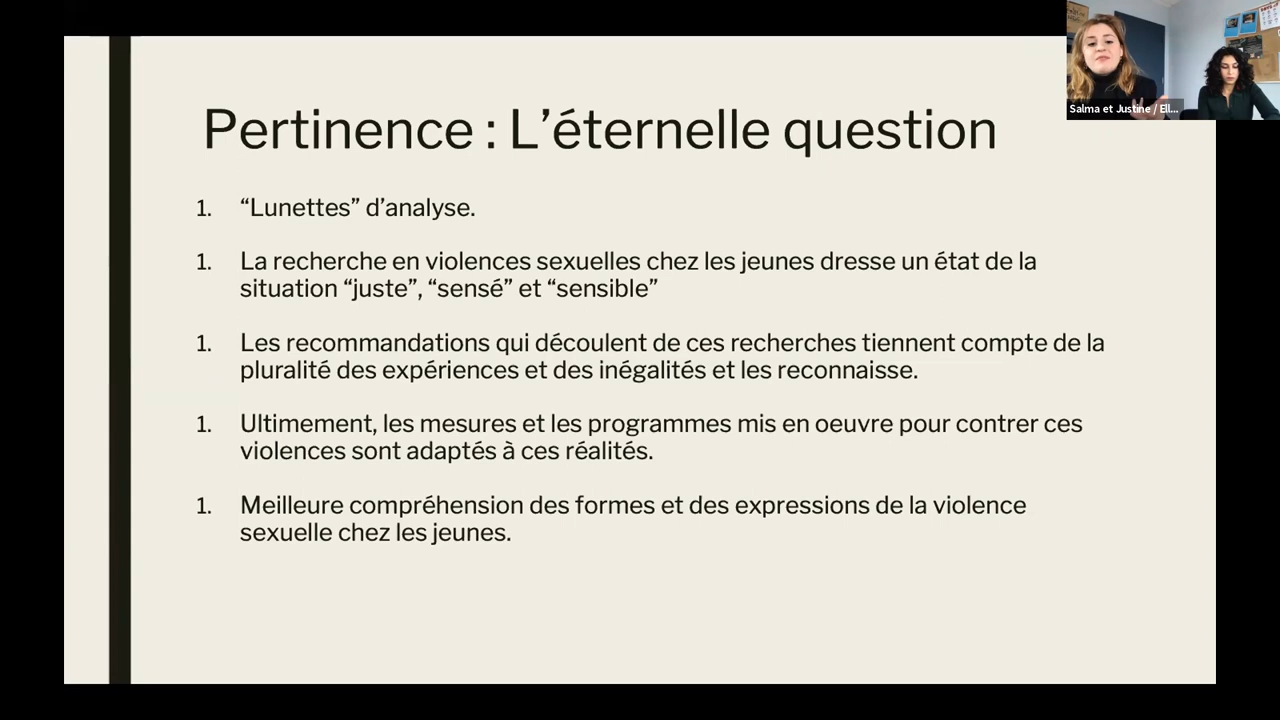 Salma et Justine / Ell...
Pertinence : L’éternelle question
1. “Lunettes” d’analyse.
1. La recherche en violences sexuelles chez les jeunes dresse un état de la
situation “juste”, “sensé” et “sensible”
1. Les recommandations qui découlent de ces recherches tiennent compte de la
pluralité des expériences et des inégalités et les reconnaisse.
1. Ultimement, les mesures et les programmes mis en oeuvre pour contrer ces
violences sont adaptés à ces réalités.
1. Meilleure compréhension des formes et des expressions de la violence
sexuelle chez les jeunes.